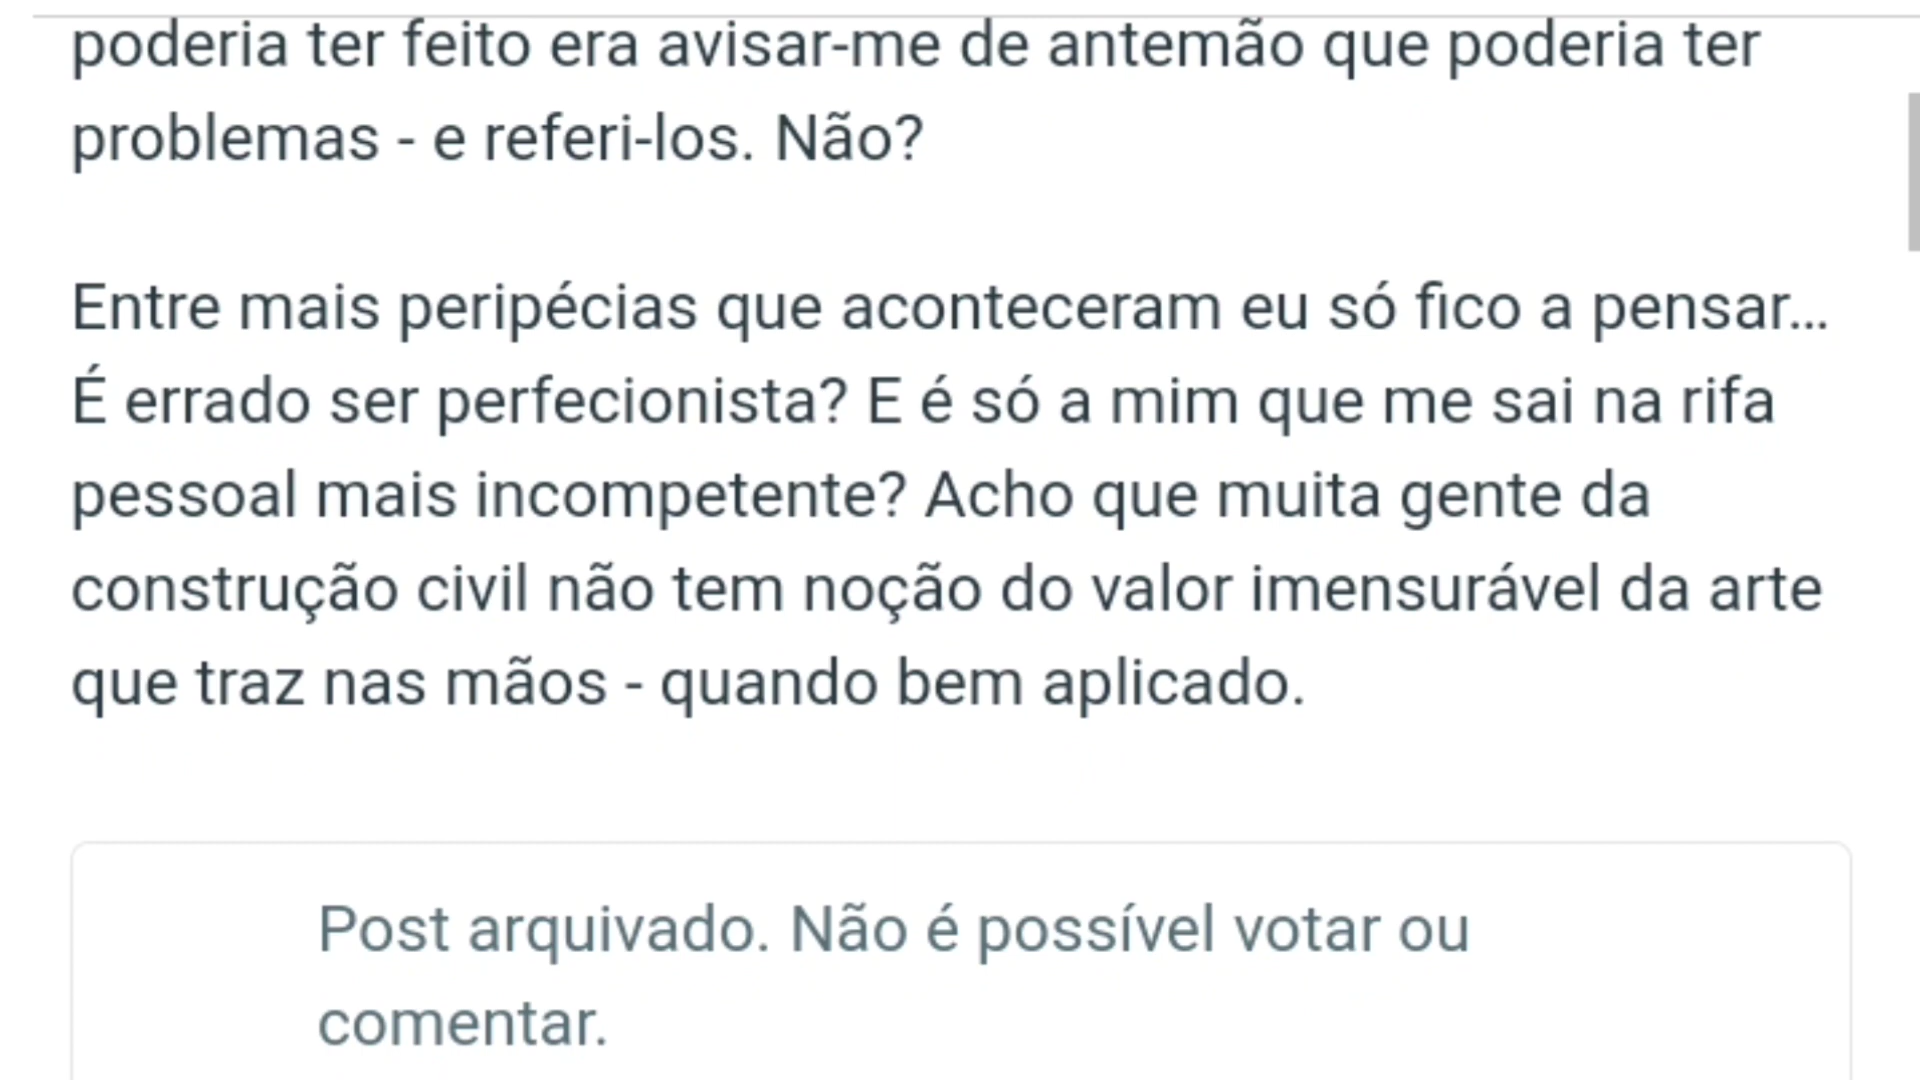 poderia ter feito era avisar-me de antemão que poderia ter
problemas - e referi-los. Não?
Entre mais peripécias que aconteceram eu só fico a pensar...
É errado ser perfecionista? E é só a mim que me sai na rifa
pessoal mais incompetente? Acho que muita gente da
construção civil não tem noção do valor imensurável da arte
que traz nas mãos - quando bem aplicado.
Post arquivado. Não é possível votar ou
comentar.